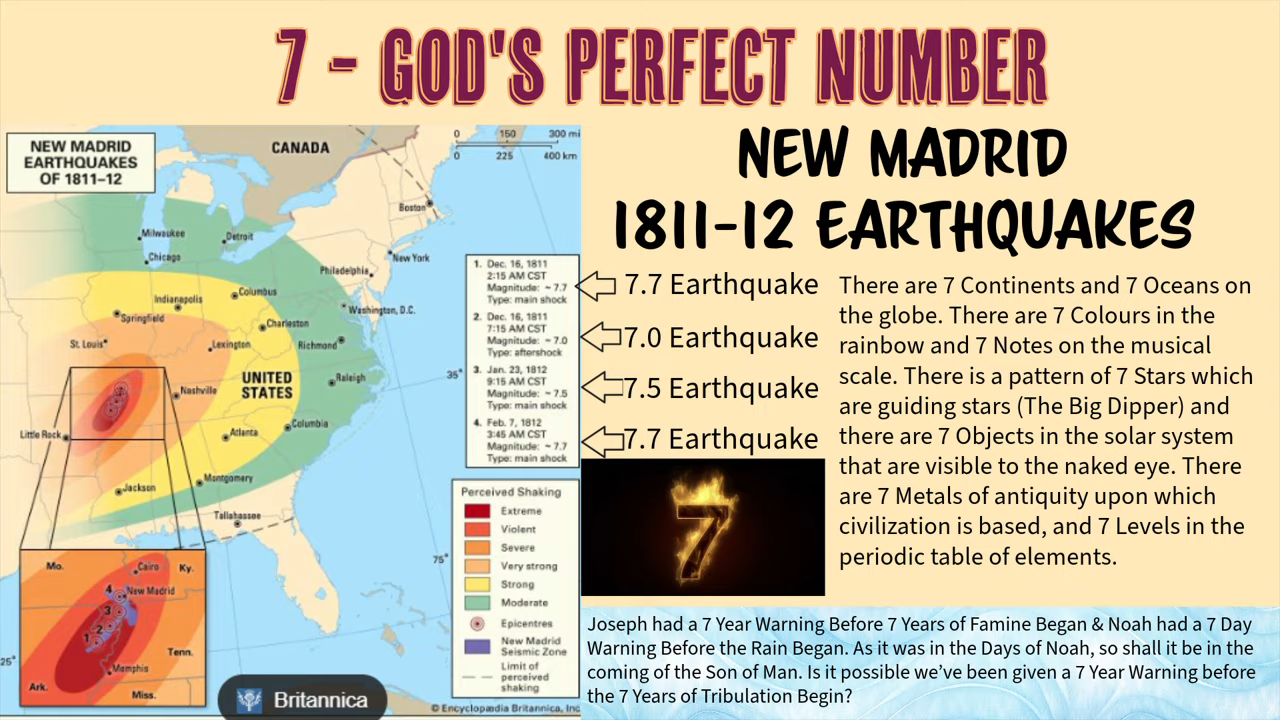 7 - GOD'S PERFECT NUMBER
NEW MADRID
EARTHQUAKES
OF 1811–12
CANADA
0 150 300 mi
0 225 400 km
Boston
Milwaukee
Detroit
Chicago
New York
Philadelphia
Columbus
Indianapolis
Washington, D.C.
Springfield
Charleston
St. Louis
Lexington
Richmond
UNITED
STATES
Nashville
Raleigh
35°
Little Rock
Atlanta
Columbia
Jackson
Montgomery
Tallahassee
75°
25°
Mo.
Cairo
Ky.
4
New Madrid
3
1 2
Tenn.
Memphis
Ark.
Miss.
1. Dec. 16, 1811
2:15 AM CST
Magnitude: ~ 7.7
Type: main shock
2. Dec. 16, 1811
7:15 AM CST
Magnitude: ~ 7.0
Type: aftershock
3. Jan. 23, 1812
9:15 AM CST
Magnitude: ~ 7.5
Type: main shock
4. Feb. 7, 1812
3:45 AM CST
Magnitude: ~ 7.7
Type: main shock
Perceived Shaking
Extreme
Violent
Severe
Very strong
Strong
Moderate
Epicentres
New Madrid
Seismic Zone
Limit of
perceived
shaking
Britannica
© Encyclopædia Britannica, Inc
NEW MADRID
1811-12 EARTHQUAKES
7.7 Earthquake
7.0 Earthquake
7.5 Earthquake
7.7 Earthquake
7
There are 7 Continents and 7 Oceans on
the globe. There are 7 Colours in the
rainbow and 7 Notes on the musical
scale. There is a pattern of 7 Stars which
are guiding stars (The Big Dipper) and
there are 7 Objects in the solar system
that are visible to the naked eye. There
are 7 Metals of antiquity upon which
civilization is based, and 7 Levels in the
periodic table of elements.
Joseph had a 7 Year Warning Before 7 Years of Famine Began & Noah had a 7 Day
Warning Before the Rain Began. As it was in the Days of Noah, so shall it be in the
coming of the Son of Man. Is it possible we've been given a 7 Year Warning before
the 7 Years of Tribulation Begin?